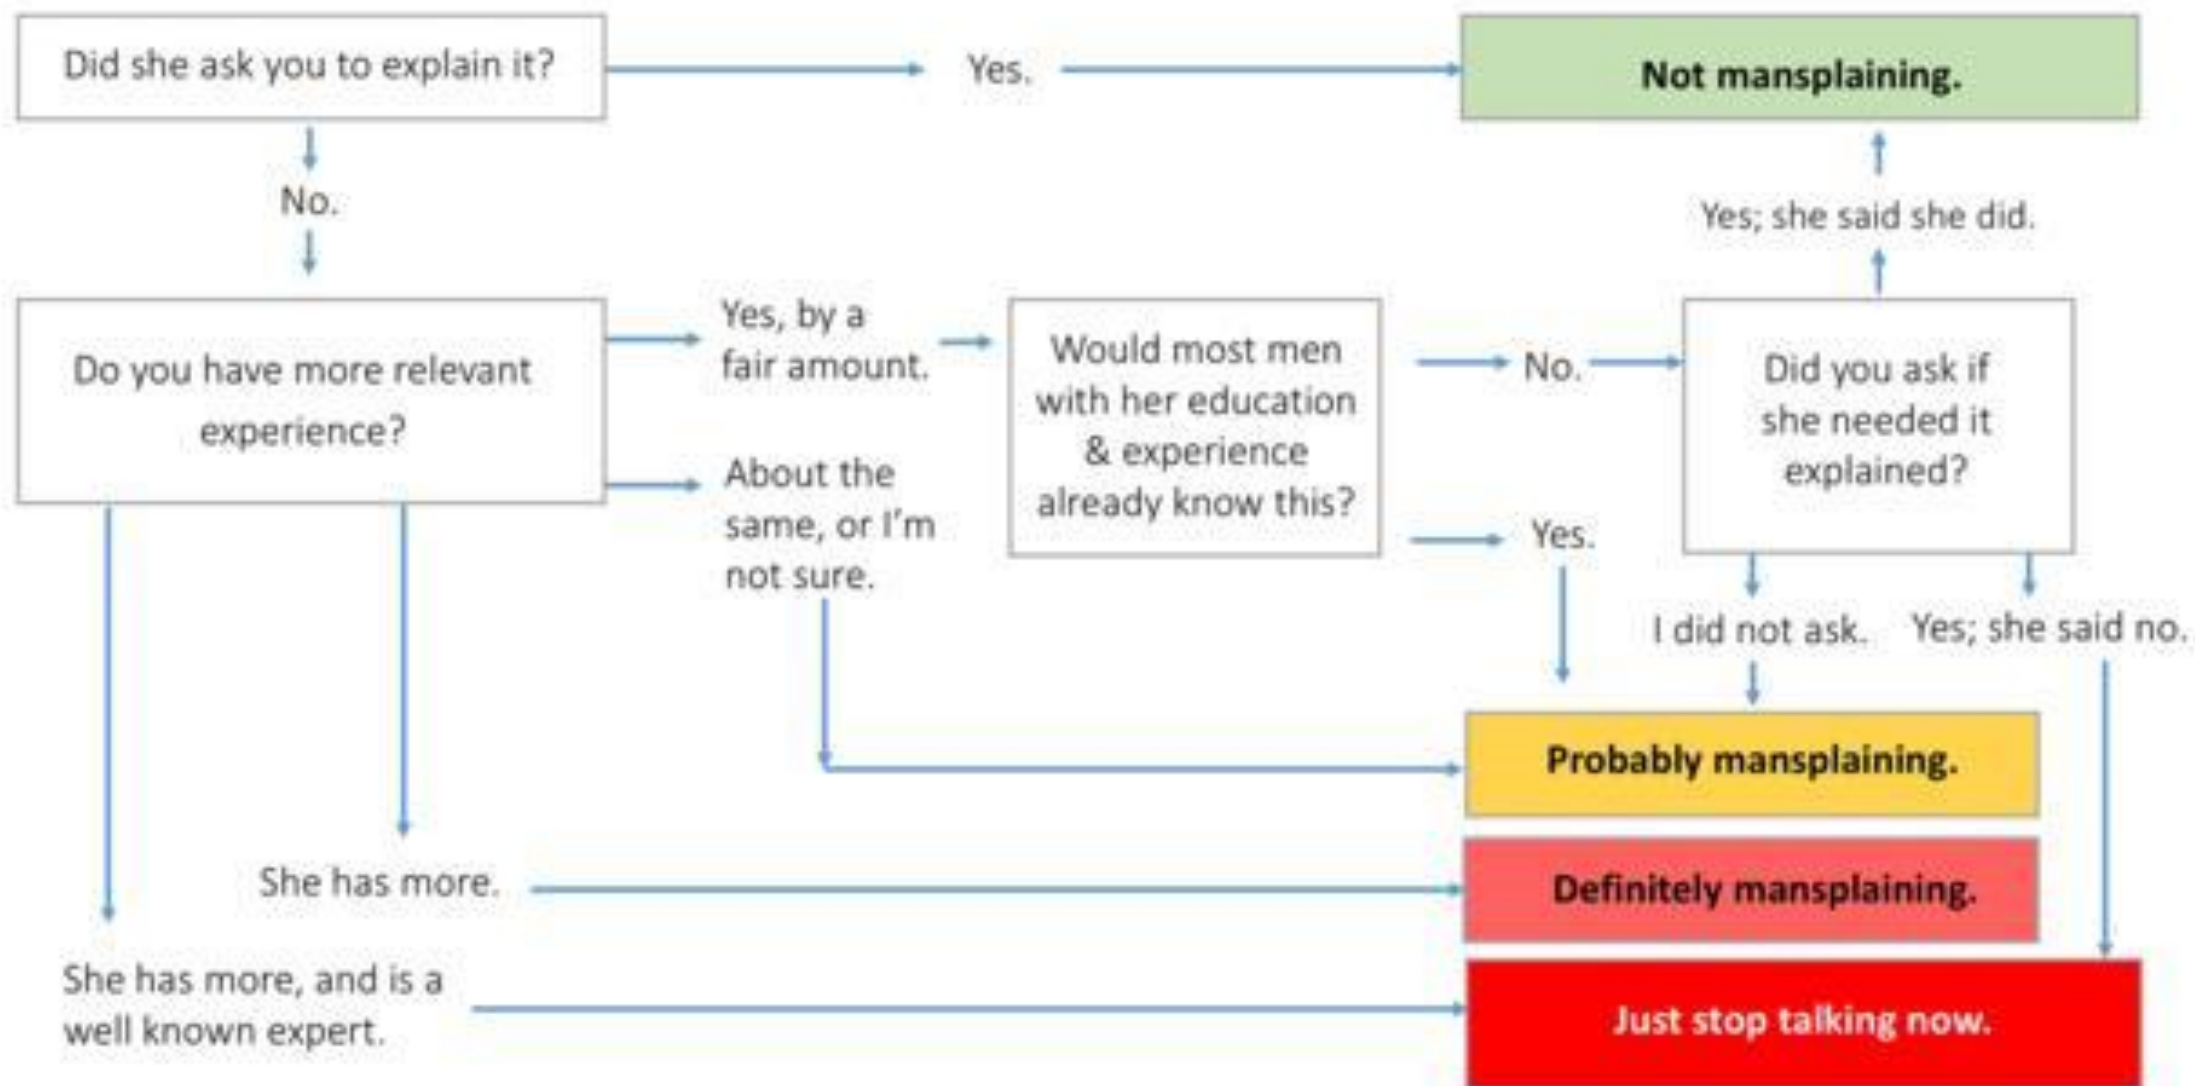 Did she ask you to explain it?
Yes.
Not mansplaining.
No.
Yes; she said she did.
Do you have more relevant
experience?
Yes, by a
fair amount.
About the
same, or I'm
not sure.
Would most men
with her education
& experience
already know this?
No.
Yes.
Did you ask if
she needed it
explained?
I did not ask.
Yes; she said no.
Probably mansplaining.
She has more.
Definitely mansplaining.
She has more, and is a
well known expert.
Just stop talking now.